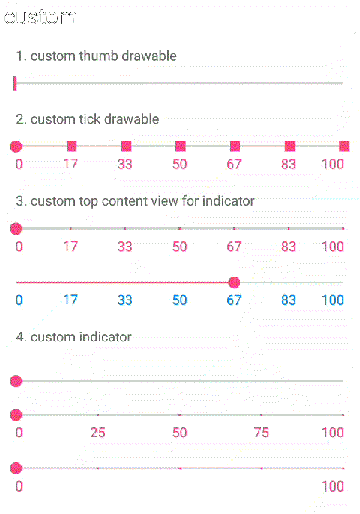 custom
1. custom thumb drawable
2. custom tick drawable
0 17 33 50 67 83 100
3. custom top content view for indicator
0 17 33 50 67 83 100
0 17 33 50 67 83 100
4. custom indicator
0 25 50 75 100
0 100